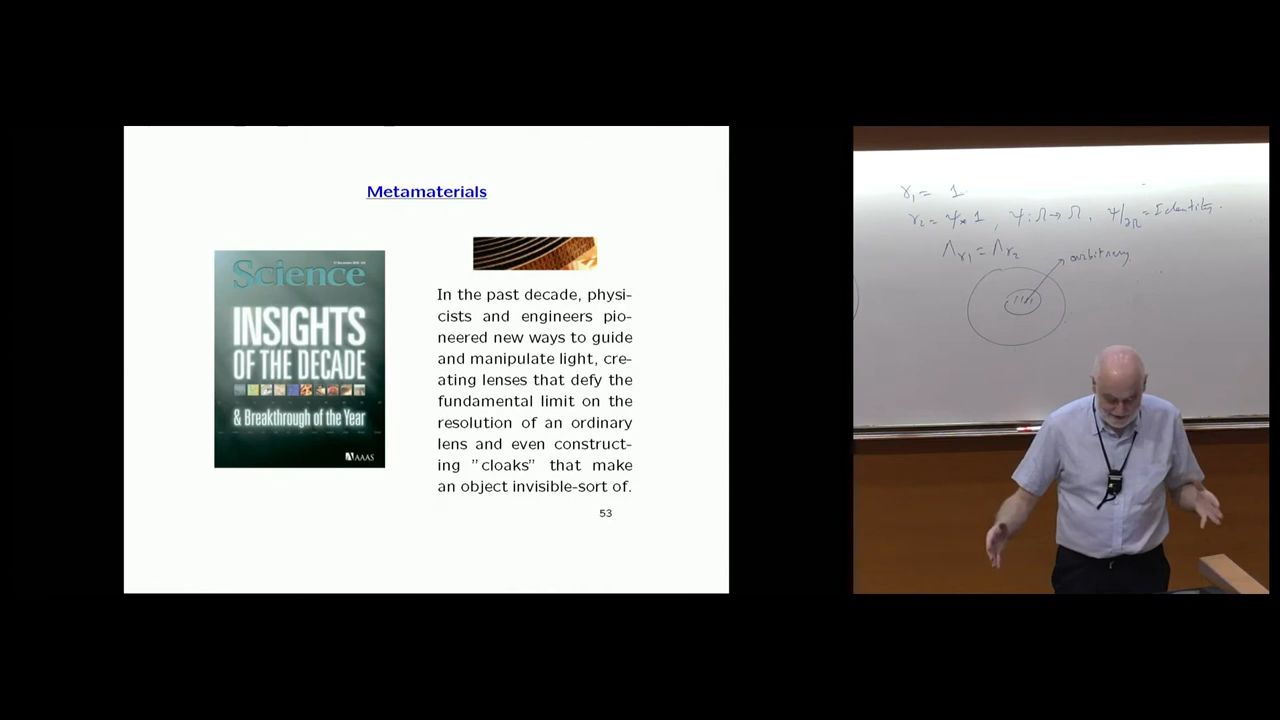 Metamaterials
Science
INSIGHTS
OF THE DECADE
& Breakthrough of the Year
AAAS
In the past decade, physi-
cists and engineers pio-
neered new ways to guide
and manipulate light, cre-
ating lenses that defy the
fundamental limit on the
resolution of an ordinary
lens and even construct-
ing "cloaks" that make
an object invisible-sort of.
53
γ₁ = 1
γ₂ = ψ* 1 , ψ: Ω → Ω, ψ/∂Ω = Identity.
Λγ₁ = Λγ₂
arbitrary